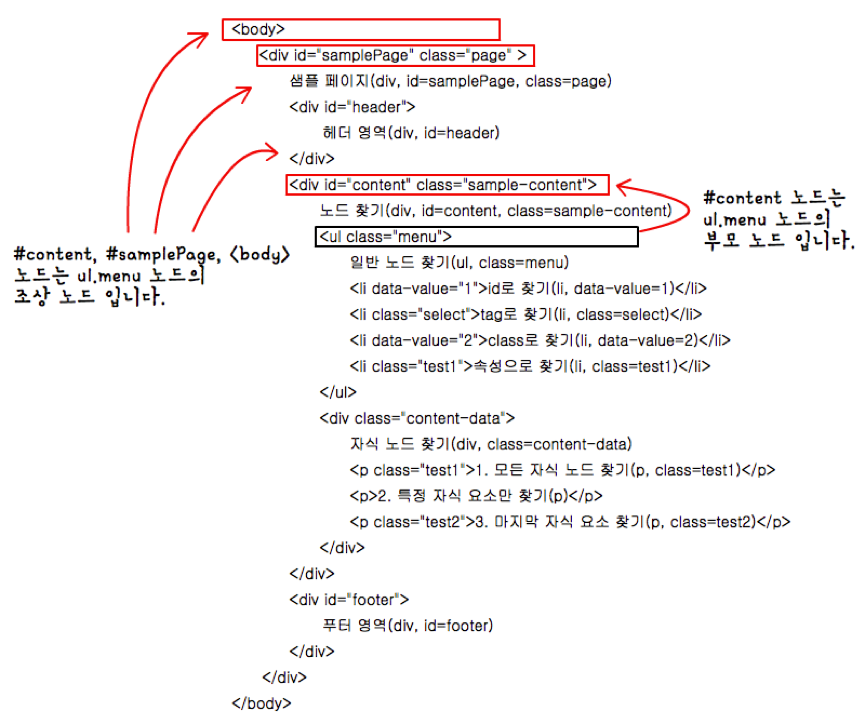 <body>
<div id="samplePage" class="page" >
샘플 페이지(div, id=samplePage, class=page)
<div id="header">
헤더 영역(div, id=header)
</div>
<div id="content" class="sample-content">
노드 찾기(div, id=content, class=sample-content)
<ul class="menu">
일반 노드 찾기(ul, class=menu)
<li data-value="1">id로 찾기(li, data-value=1)</li>
<li class="select">tag로 찾기(li, class=select)</li>
<li data-value="2">class로 찾기(li, data-value=2)</li>
<li class="test1">속성으로 찾기(li, class=test1)</li>
</ul>
<div class="content-data">
자식 노드 찾기(div, class=content-data)
<p class="test1">1. 모든 자식 노드 찾기(p, class=test1)</p>
<p>2. 특정 자식 요소만 찾기(p)</p>
<p class="test2">3. 마지막 자식 요소 찾기(p, class=test2)</p>
</div>
</div>
<div id="footer">
푸터 영역(div, id=footer)
</div>
</div>
</body>
#content, #samplePage, <body>
노드는 ul.menu 노드의
조상 노드 입니다.
#content 노드는
ul.menu 노드의
부모 노드 입니다.